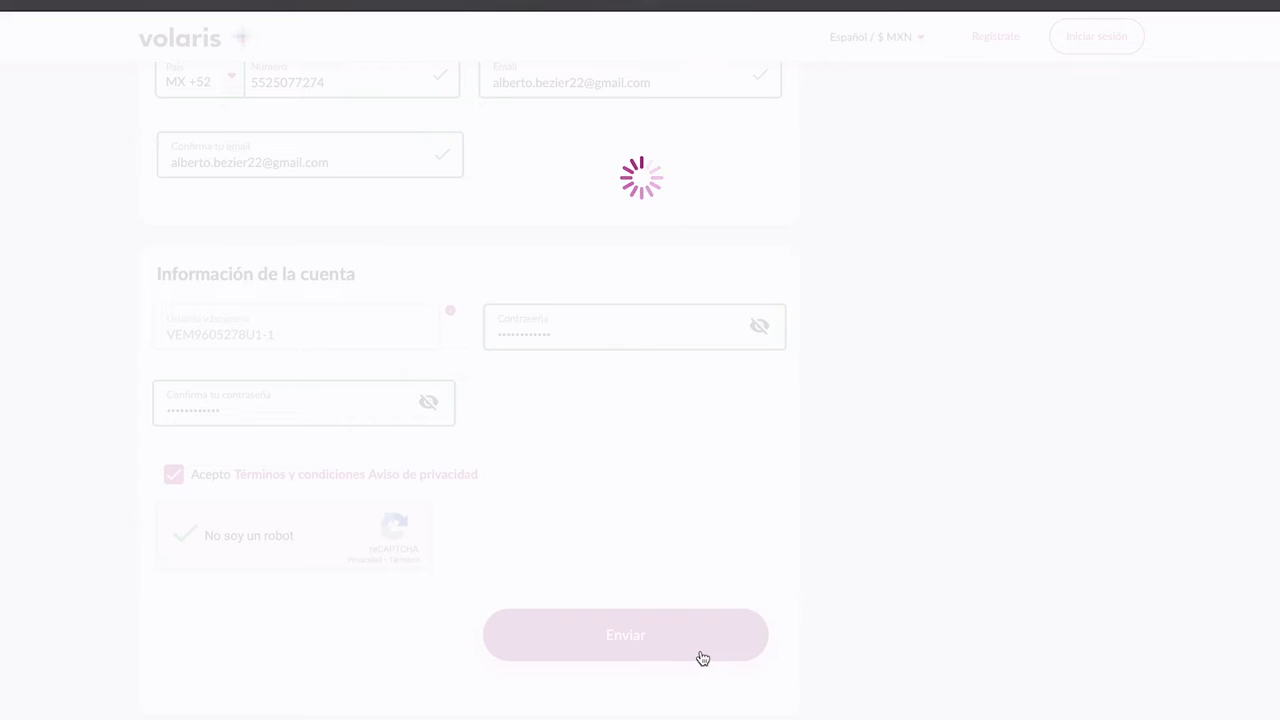 volaris
Español / $ MXN
Regístrate
Iniciar sesión
País
MX +52
Número
5525077274
Email
alberto.bezier22@gmail.com
Confirma tu email
alberto.bezier22@gmail.com
Información de la cuenta
VEM9605278U1-1
Contraseña
Confirma tu contraseña
Acepto Términos y condiciones Aviso de privacidad
No soy un robot
reCAPTCHA
Privacidad - Términos
Enviar